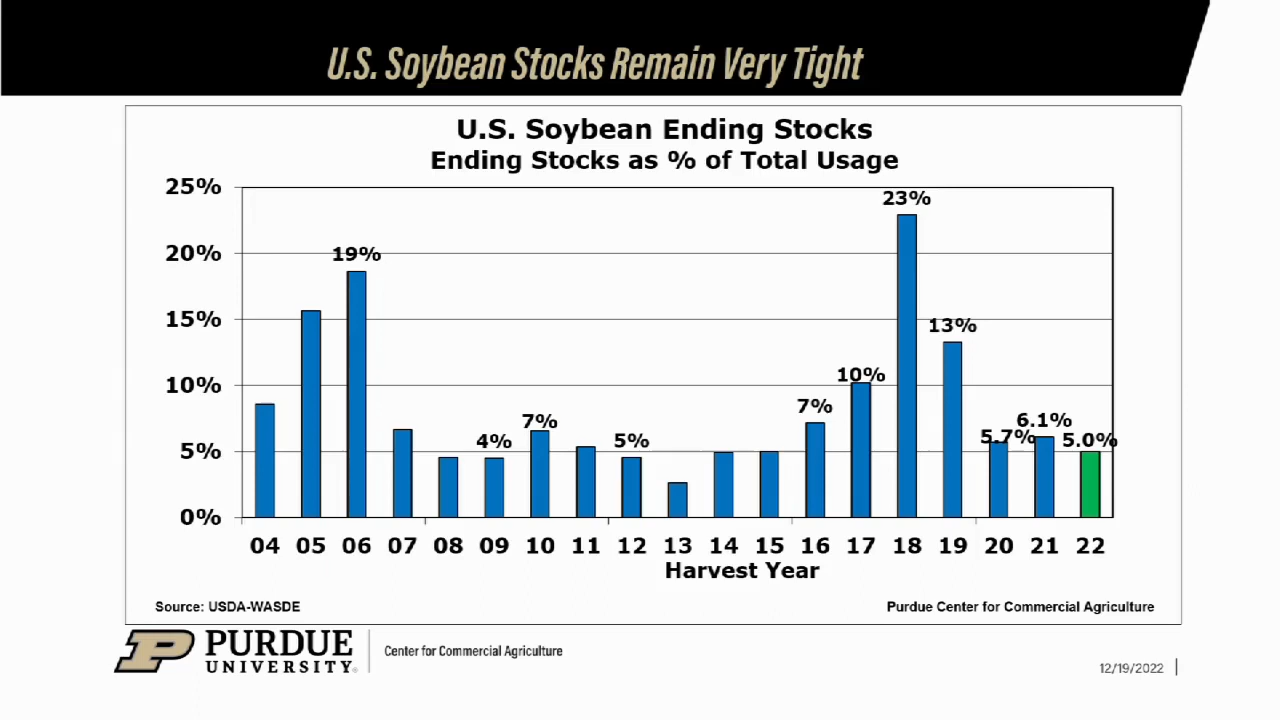 U.S. Soybean Stocks Remain Very Tight
U.S. Soybean Ending Stocks
Ending Stocks as % of Total Usage
25%
20%
15%
10%
5%
0%
19%
4%
7%
5%
7%
10%
23%
13%
5.7%
6.1%
5.0%
04 05 06 07 08 09 10 11 12 13 14 15 16 17 18 19 20 21 22
Harvest Year
Source: USDA-WASDE
Purdue Center for Commercial Agriculture
P PURDUE
UNIVERSITY®
Center for Commercial Agriculture
12/19/2022 |